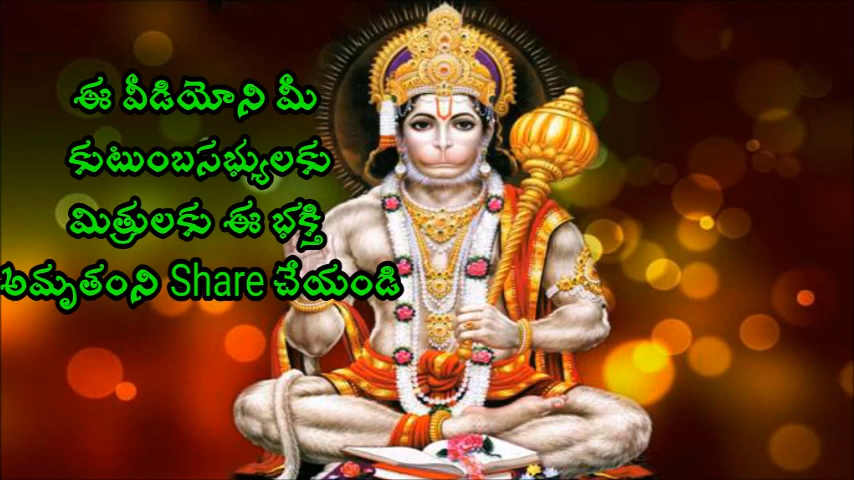 ఈ వీడియోని మీ
కుటుంబసభ్యులకు
మిత్రులకు ఈ భక్తి
అమృతంని Share చేయండి